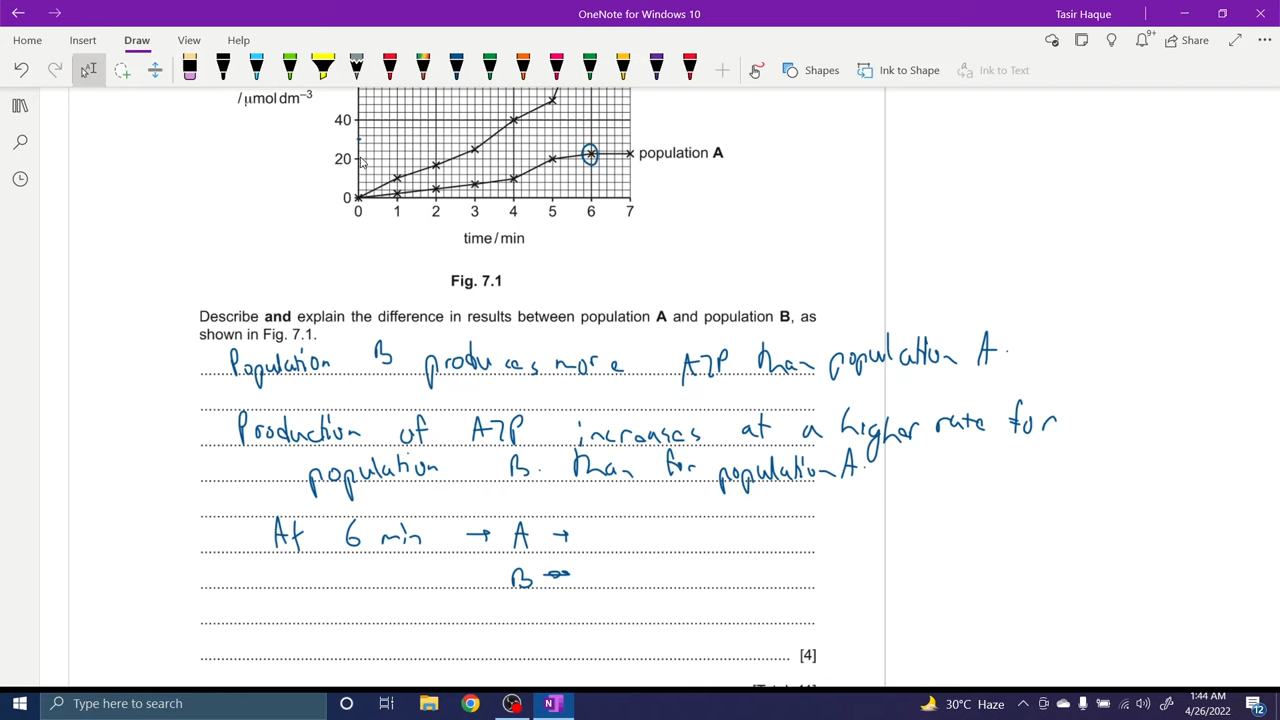 OneNote for Windows 10
Tasir Haque
Home Insert Draw View Help
Share
Shapes
Ink to Shape
Ink to Text
/ μmol dm⁻³
40
20
0
population A
0 1 2 3 4 5 6 7
time / min
Fig. 7.1
Describe and explain the difference in results between population A and population B, as
shown in Fig. 7.1.
Population B produces more ATP than population A.
Production of ATP increases at a higher rate for
population B. than for population A.
At 6 min → A →
B
[4]
Type here to search
30°C Haze
1:44 AM
4/26/2022
12